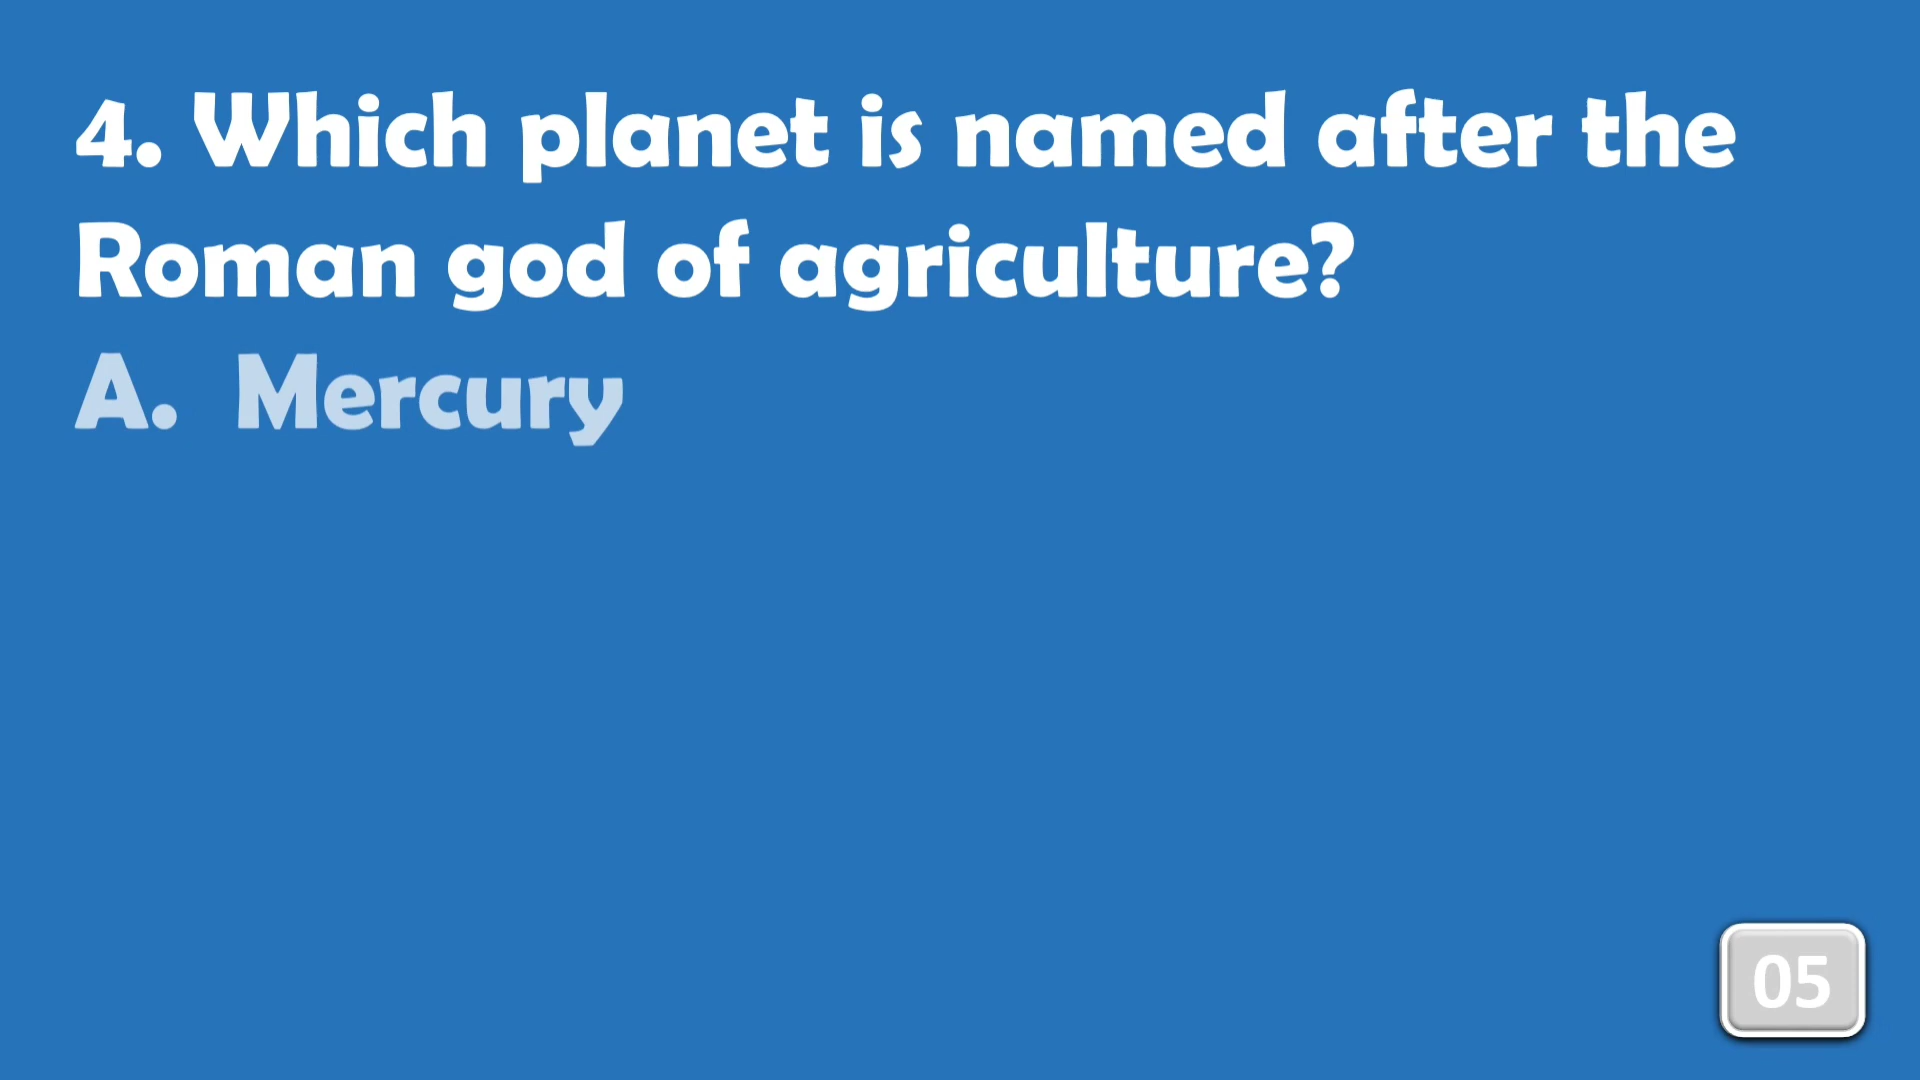 4. Which planet is named after the
Roman god of agriculture?
A. Mercury
05